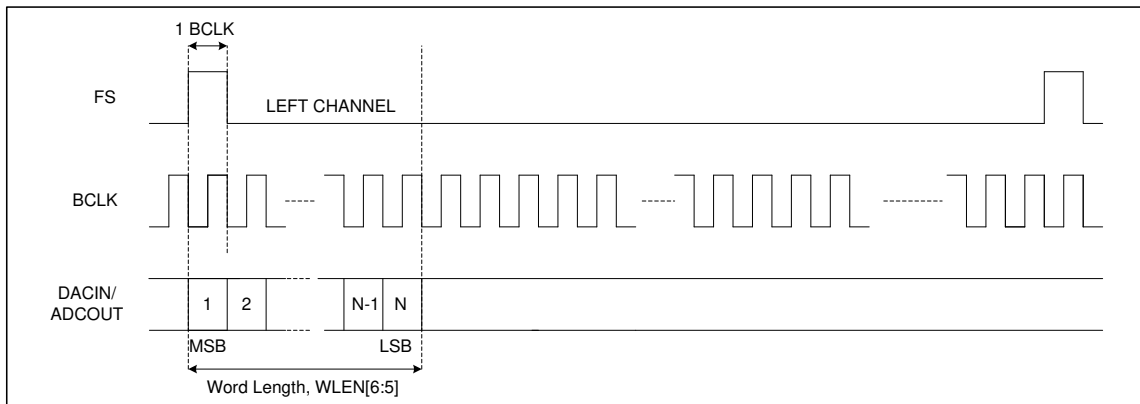 1 BCLK
FS
LEFT CHANNEL
BCLK
DACIN/
ADCOUT
1
2
N-1
N
MSB
LSB
Word Length, WLEN[6:5]